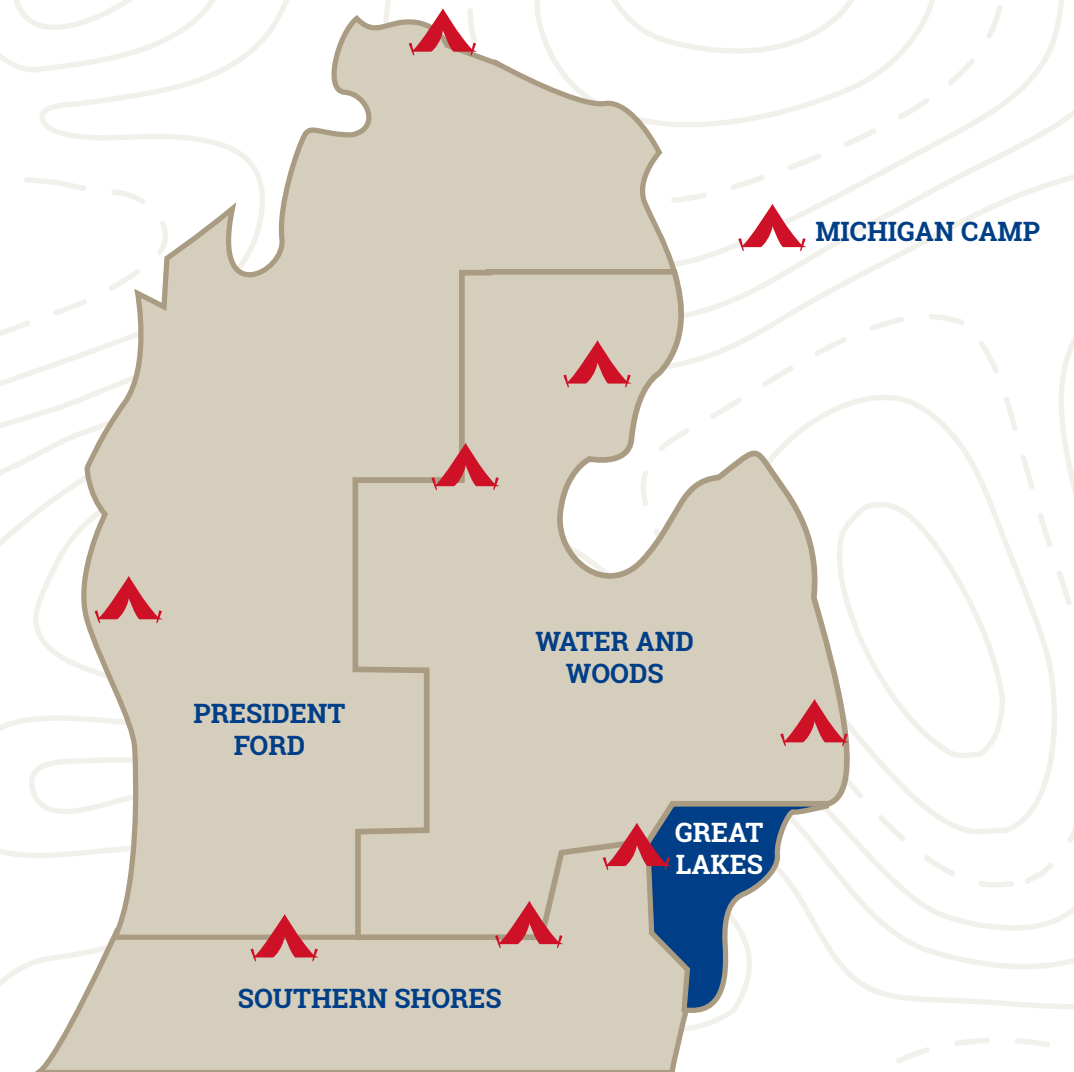 MICHIGAN CAMP
WATER AND
WOODS
PRESIDENT
FORD
GREAT
LAKES
SOUTHERN SHORES